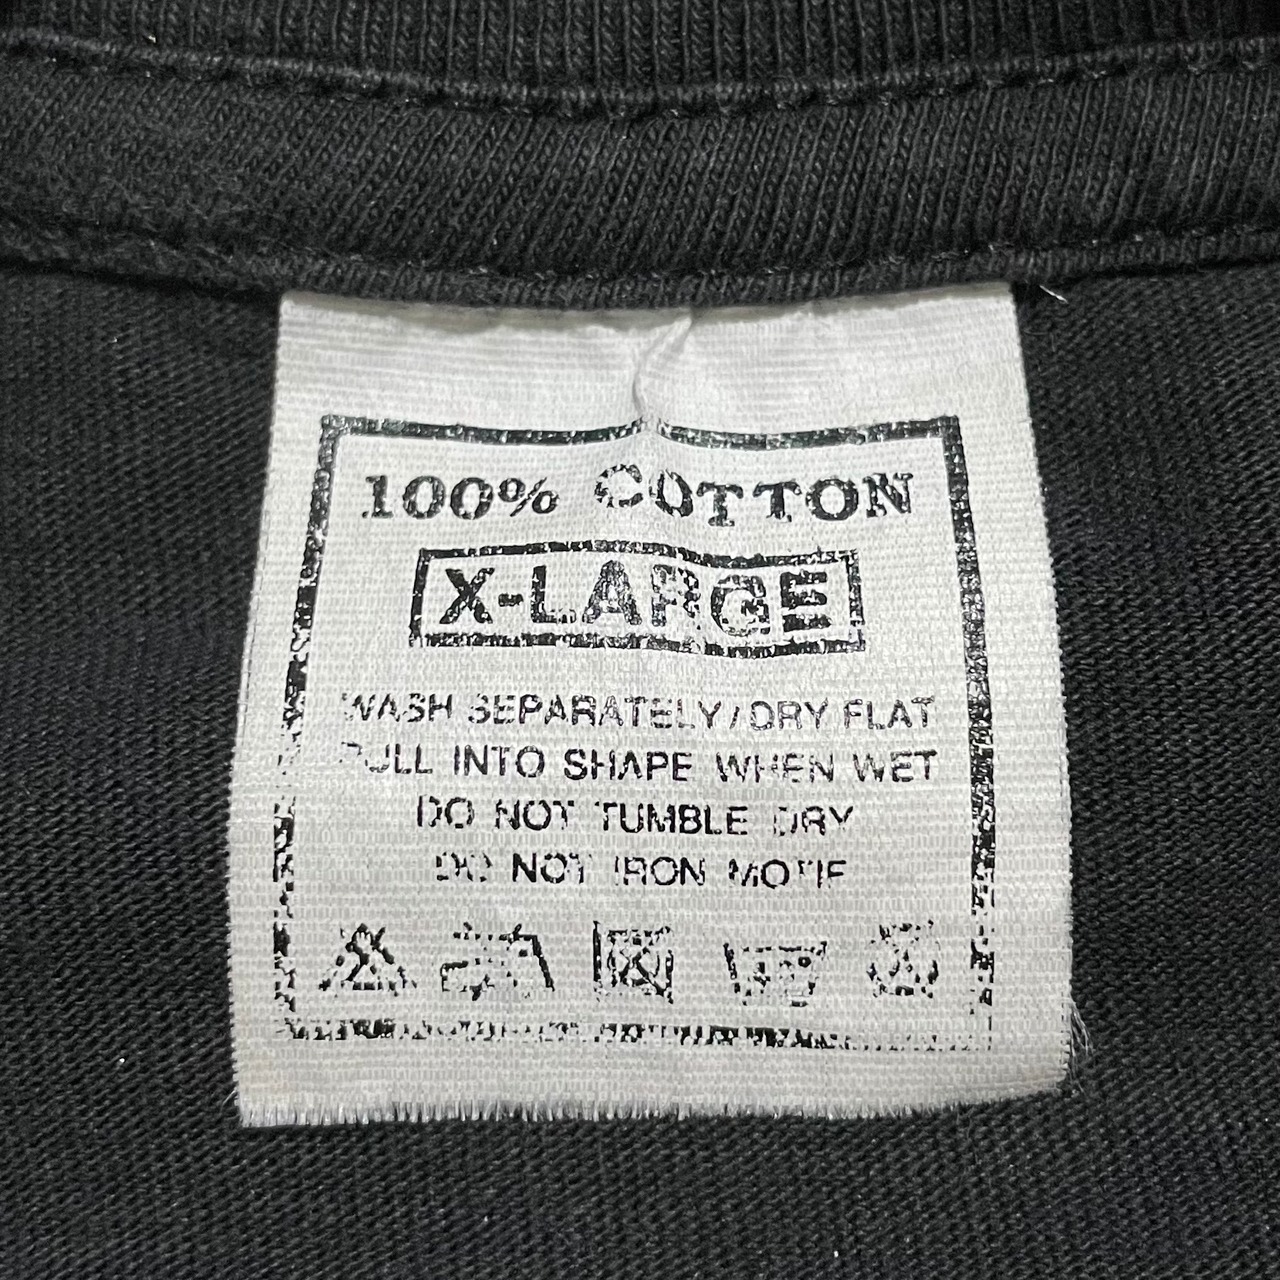 100% COTTON
X-LARGE
WASH SEPARATELY/DRY FLAT
PULL INTO SHAPE WHEN WET
DO NOT TUMBLE DRY
DO NOT IRON MOTIF